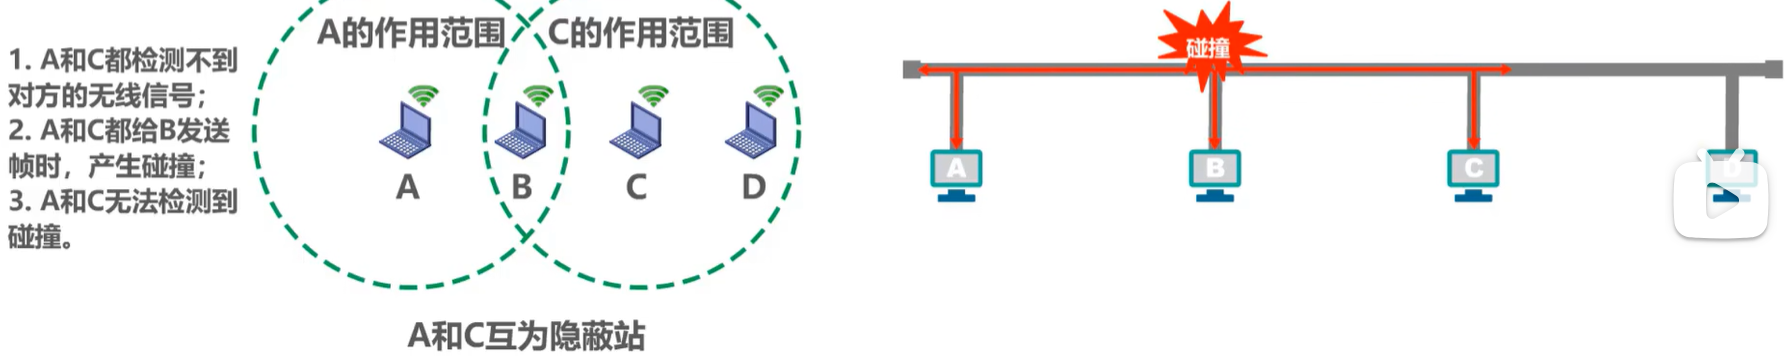 1. A和C都检测不到
对方的无线信号；
2. A和C都给B发送
帧时，产生碰撞；
3. A和C无法检测到
碰撞。
A的作用范围
C的作用范围
A
B
C
D
A和C互为隐蔽站
碰撞
A
B
C
D